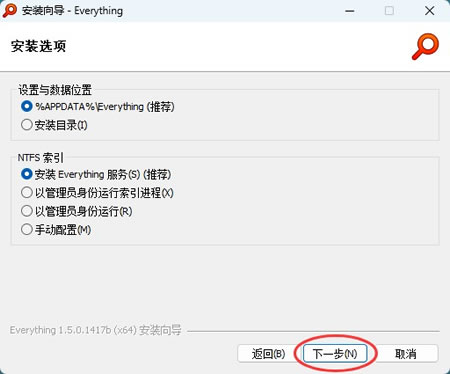 安装向导 - Everything
安装选项
设置与数据位置
%APPDATA%\Everything (推荐)
安装目录(I)
NTFS 索引
安装 Everything 服务(S) (推荐)
以管理员身份运行索引进程(X)
以管理员身份运行(R)
手动配置(M)
Everything 1.5.0.1417b (x64) 安装向导
返回(B) 下一步(N) 取消